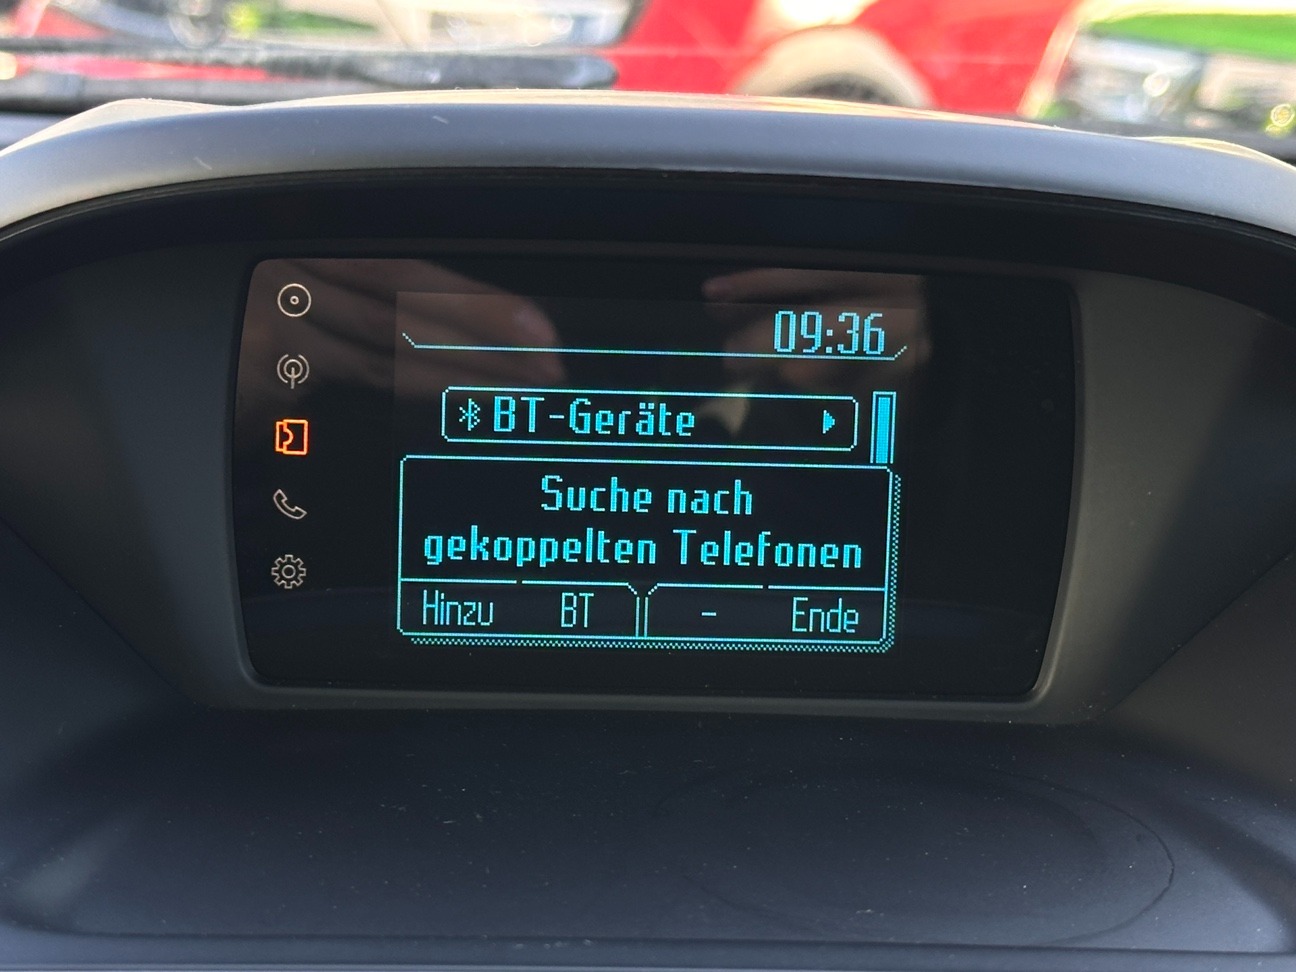 09:36
BT-Geräte
Suche nach
gekoppelten Telefonen
Hinzu BT - Ende